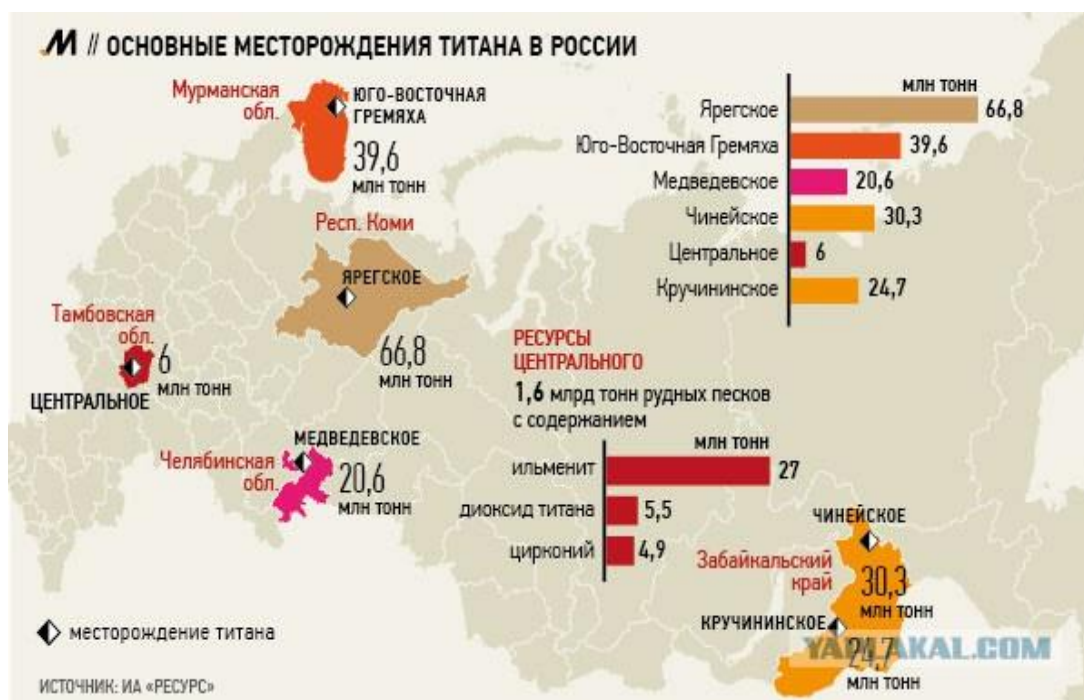 М // ОСНОВНЫЕ МЕСТОРОЖДЕНИЯ ТИТАНА В РОССИИ
Мурманская
обл.
ЮГО-ВОСТОЧНАЯ
ГРЕМЯХА
39,6
млн тонн
Респ. Коми
ЯРЕГСКОЕ
66,8
млн тонн
Тамбовская
обл.
6
млн тонн
ЦЕНТРАЛЬНОЕ
МЕДВЕДЕВСКОЕ
Челябинская
обл.
20,6
млн тонн
млн тонн
Ярегское 66,8
Юго-Восточная Гремяха 39,6
Медведевское 20,6
Чинейское 30,3
Центральное 6
Кручининское 24,7
РЕСУРСЫ
ЦЕНТРАЛЬНОГО
1,6 млрд тонн рудных песков
с содержанием
млн тонн
ильменит 27
диоксид титана 5,5
цирконий 4,9
ЧИНЕЙСКОЕ
Забайкальский
край
30,3
млн тонн
КРУЧИНИНСКОЕ
24,7
млн тонн
YAPLAKAL.COM
месторождение титана
ИСТОЧНИК: ИА «РЕСУРС»